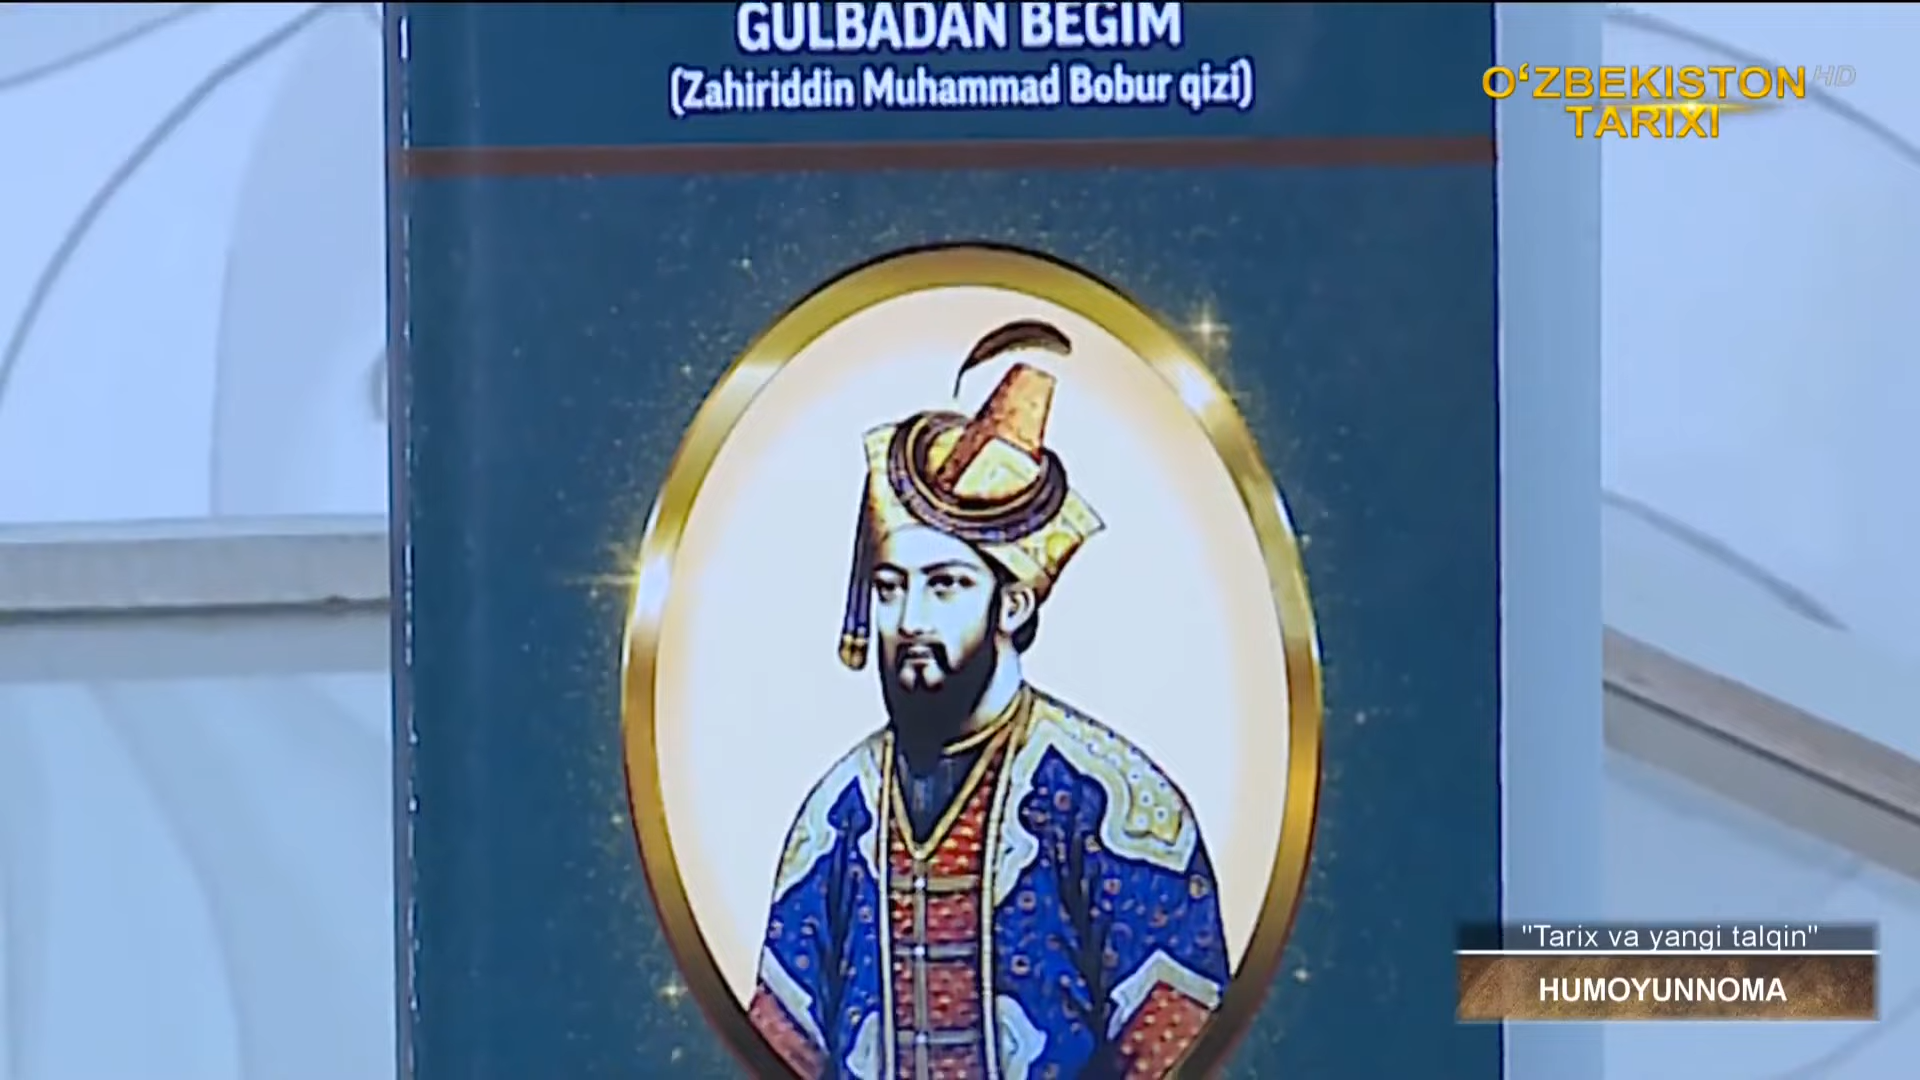 GULBADAN BEGIM
(Zahiriddin Muhammad Bobur qizi)
O‘ZBEKISTON HD
TARIXI
"Tarix va yangi talqin"
HUMOYUNNOMA